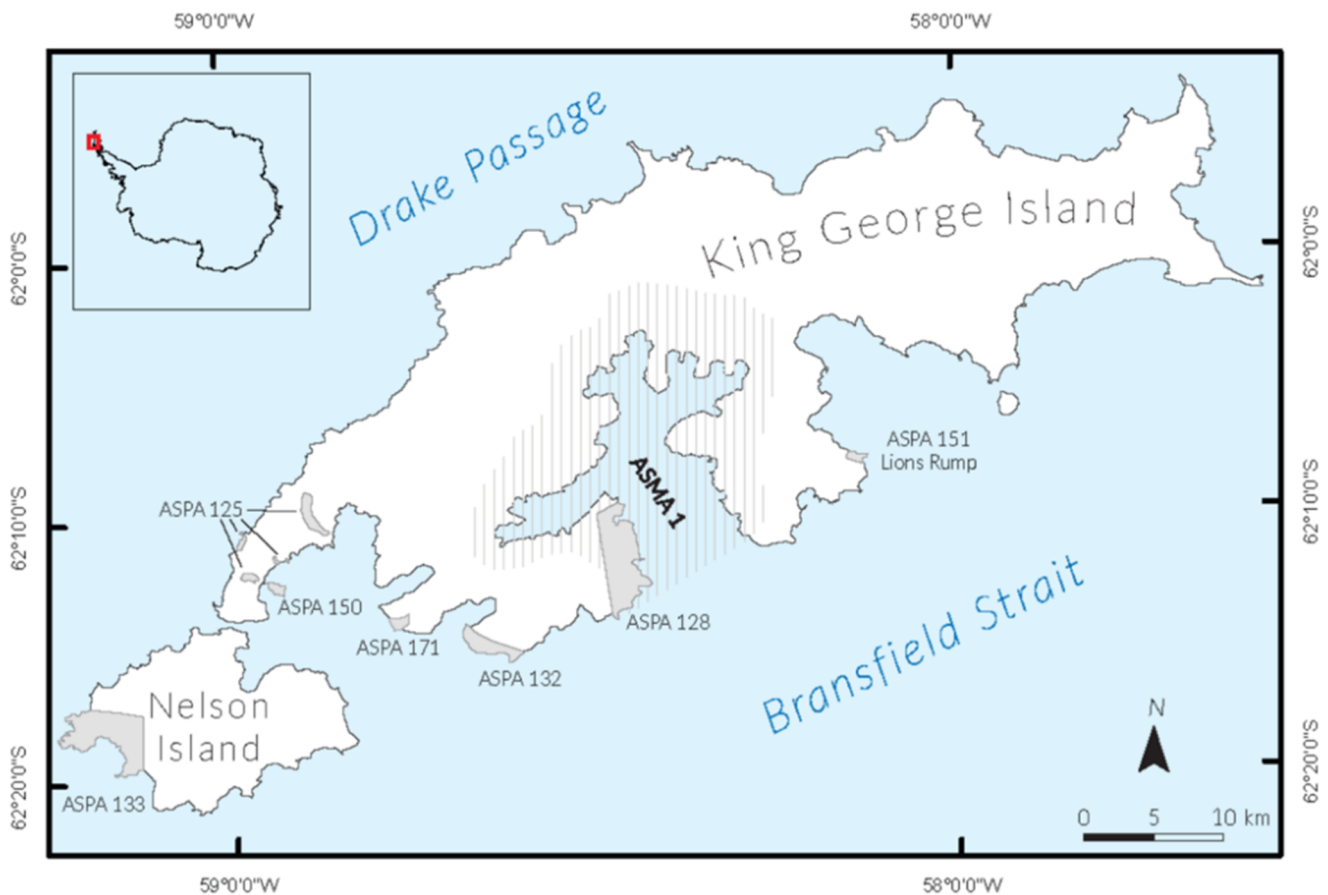 59°0'0"W
58°0'0"W
Drake Passage
King George Island
62°0'0"S
62°0'0"S
ASMA 1
ASPA 151
Lions Rump
ASPA 125
62°10'0"S
62°10'0"S
ASPA 150
ASPA 128
ASPA 171
ASPA 132
Bransfield Strait
Nelson
Island
N
62°20'0"S
62°20'0"S
ASPA 133
0 5 10 km
59°0'0"W
58°0'0"W